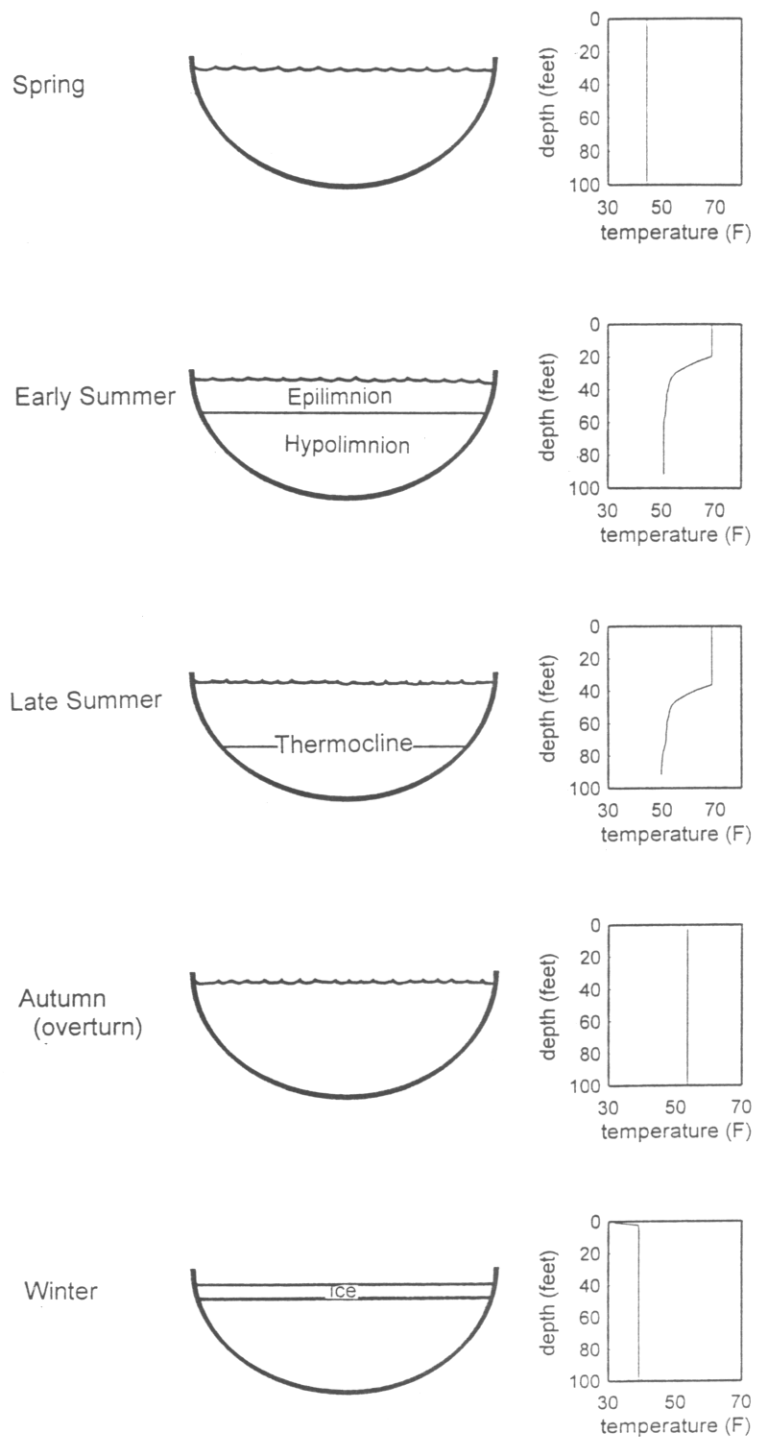 Spring
depth (feet)
0
20
40
60
80
100
30 50 70
temperature (F)
Early Summer
Epilimnion
Hypolimnion
depth (feet)
0
20
40
60
80
100
30 50 70
temperature (F)
Late Summer
Thermocline
depth (feet)
0
20
40
60
80
100
30 50 70
temperature (F)
Autumn
(overturn)
depth (feet)
0
20
40
60
80
100
30 50 70
temperature (F)
Winter
Ice
depth (feet)
0
20
40
60
80
100
30 50 70
temperature (F)